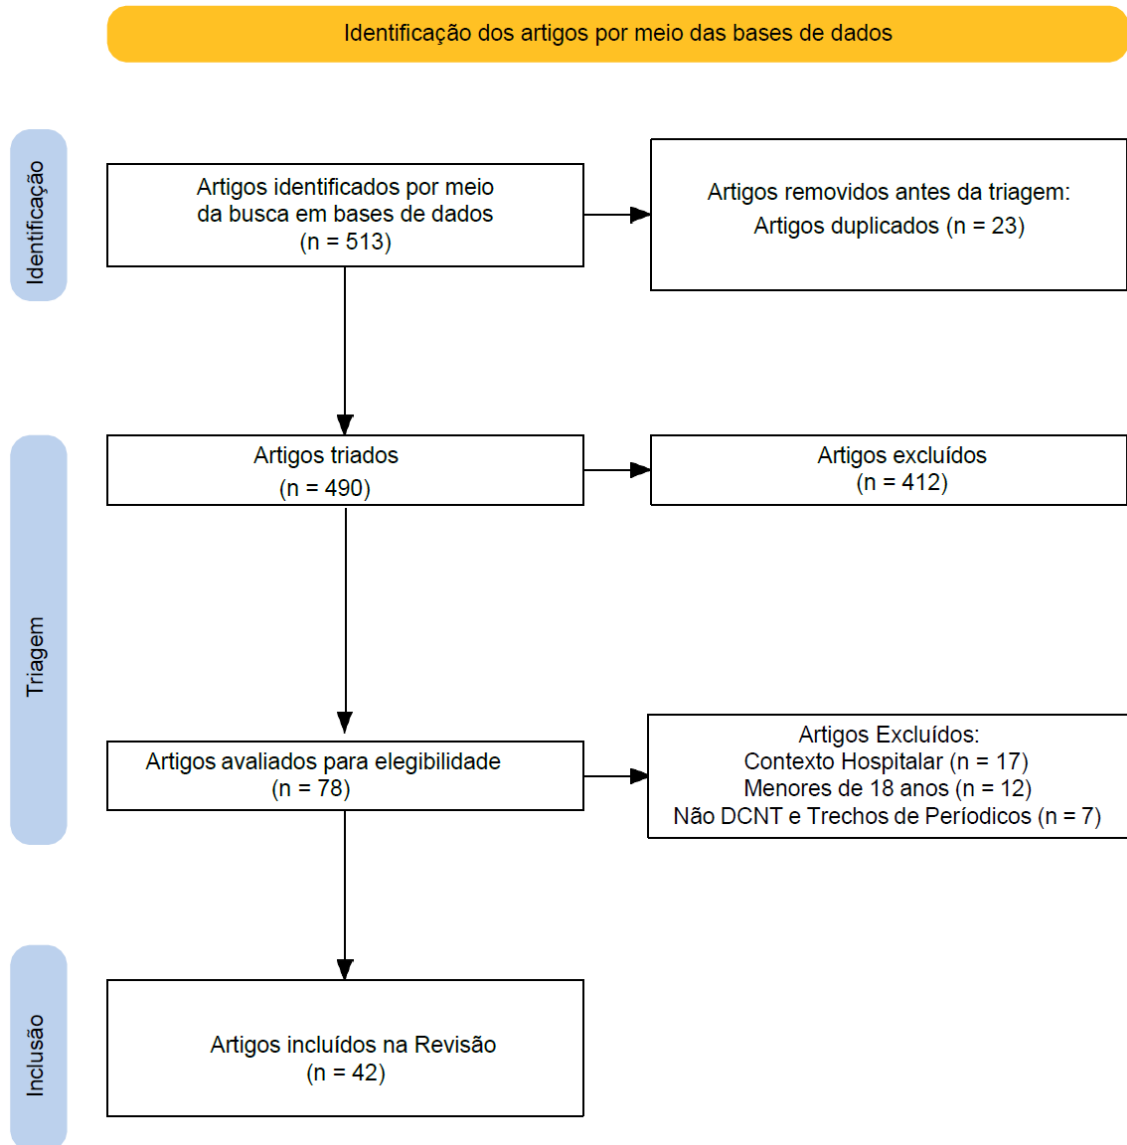 Identificação dos artigos por meio das bases de dados
Identificação
Artigos identificados por meio
da busca em bases de dados
(n = 513)
Artigos removidos antes da triagem:
Artigos duplicados (n = 23)
Triagem
Artigos triados
(n = 490)
Artigos excluídos
(n = 412)
Artigos avaliados para elegibilidade
(n = 78)
Artigos Excluídos:
Contexto Hospitalar (n = 17)
Menores de 18 anos (n = 12)
Não DCNT e Trechos de Períodicos (n = 7)
Inclusão
Artigos incluídos na Revisão
(n = 42)